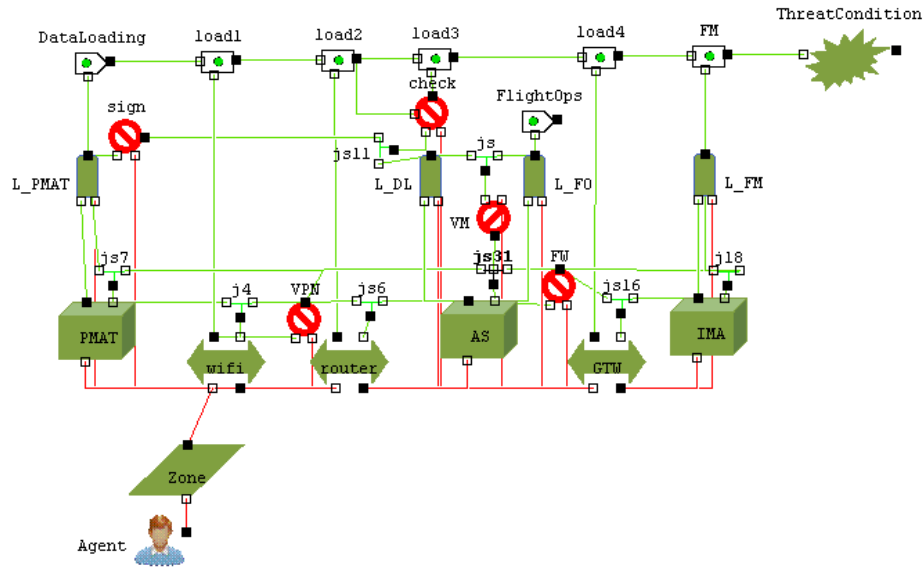 ThreatCondition
DataLoading
load1
load2
load3
load4
FM
check
sign
FlightOps
js11
js
L_PMAT
L_DL
L_FO
L_FM
VM
js7
js31
FW
j18
j4
VPN
js6
js16
PMAT
AS
IMA
wifi
router
GTW
Zone
Agent